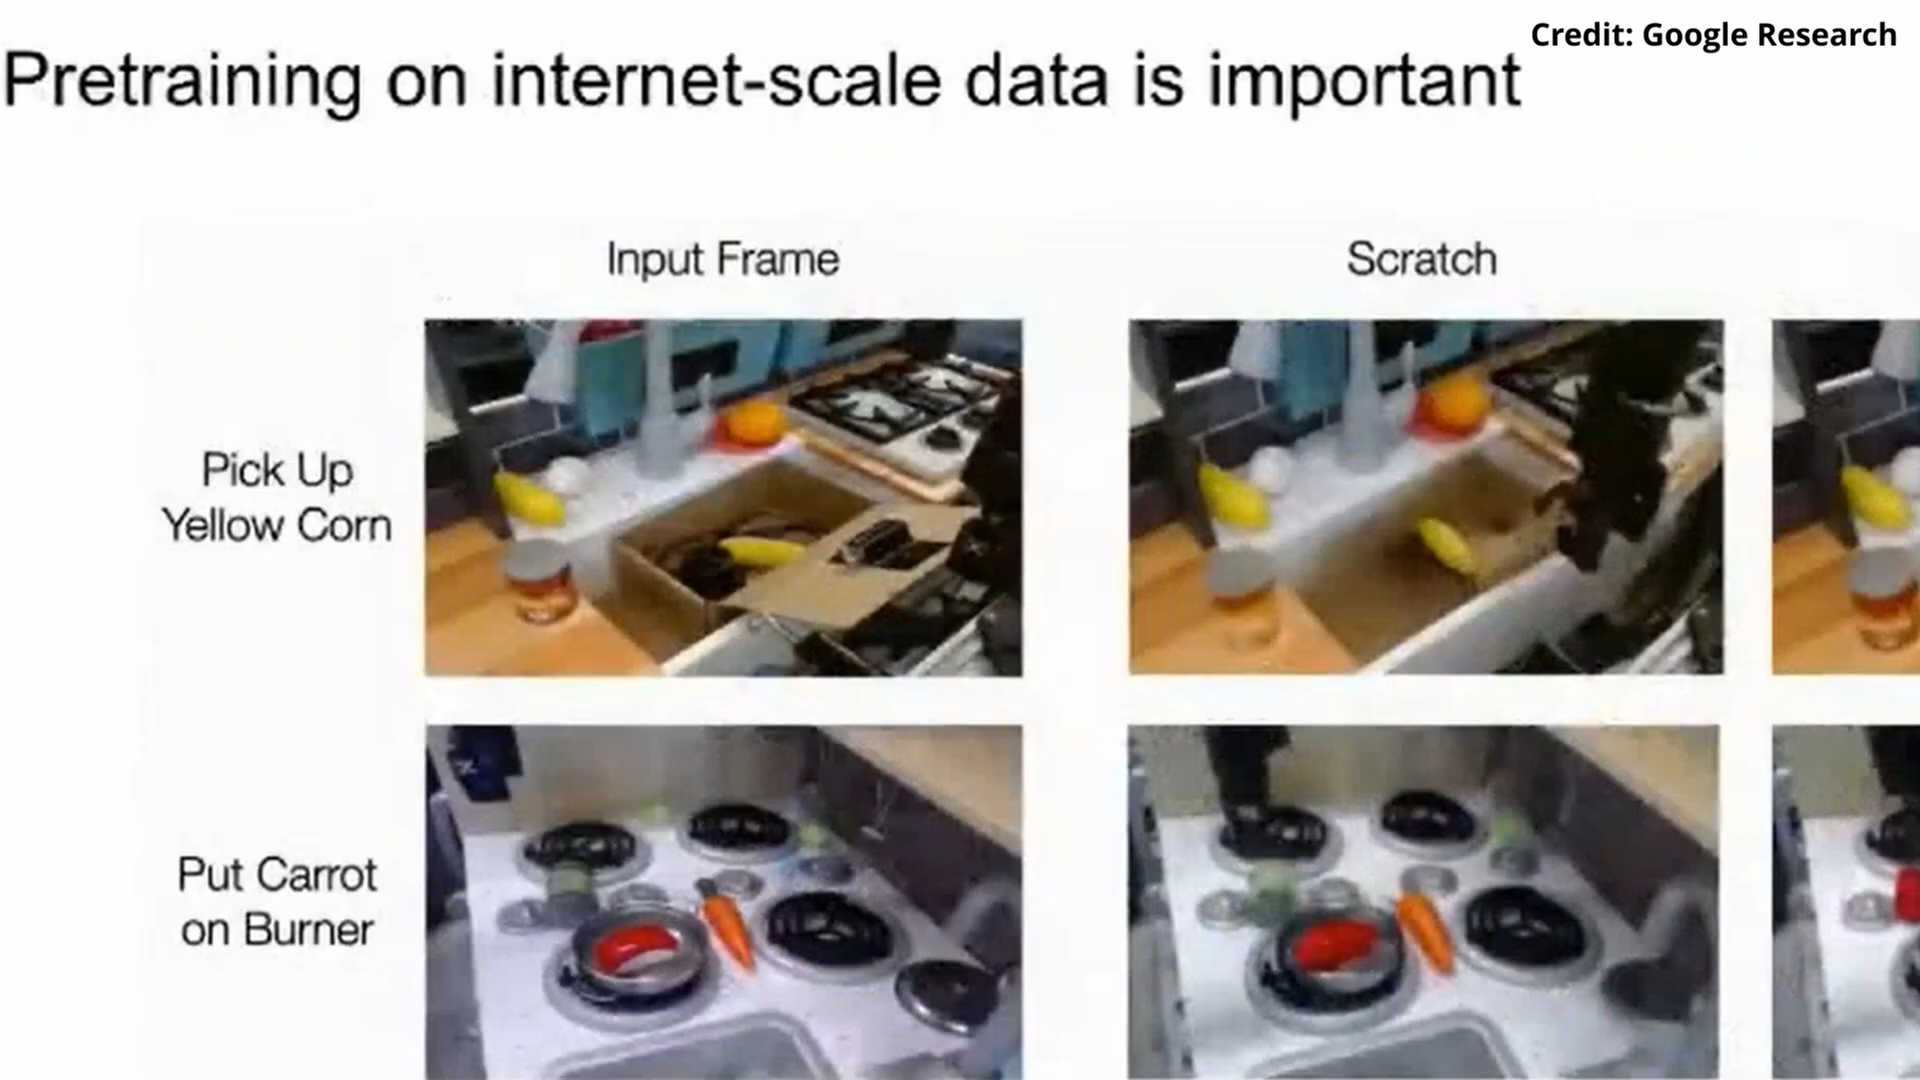 Credit: Google Research
Pretraining on internet-scale data is important
Input Frame
Scratch
Pick Up
Yellow Corn
Put Carrot
on Burner